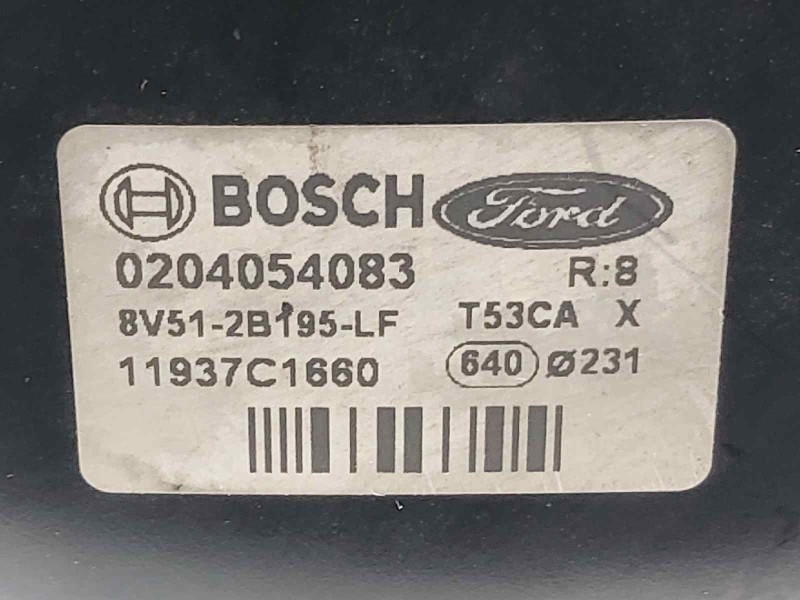 BOSCH Ford
0204054083 R:8
8V51-2B195-LF T53CA X
11937C1660 640 Ø231